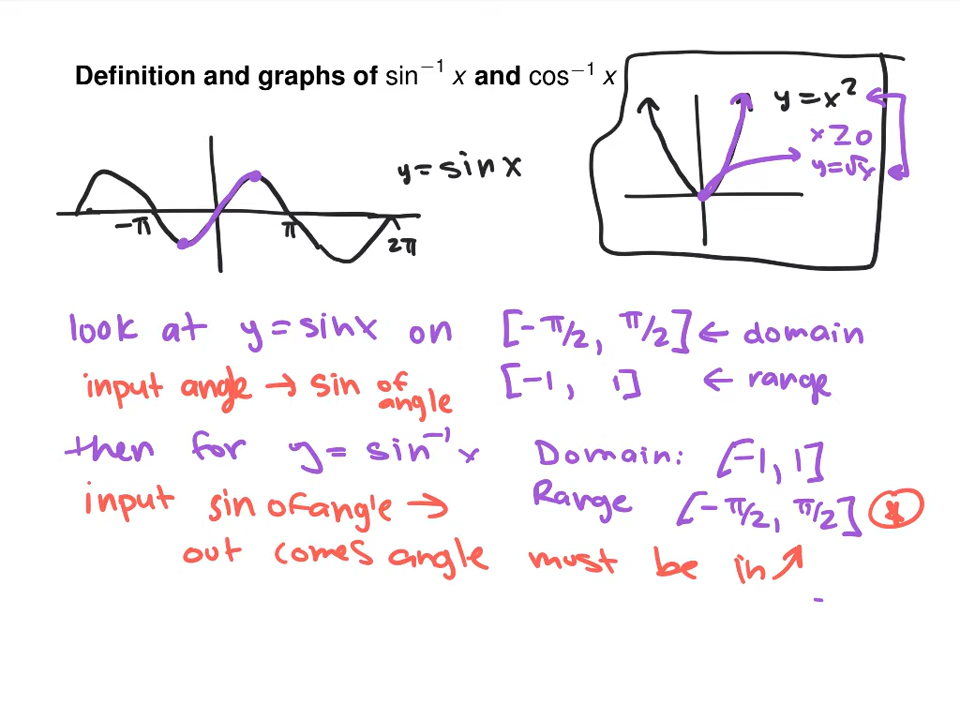 Definition and graphs of sin⁻¹ x and cos⁻¹ x
y = x²
x ≥ 0
y = √x
y = sin x
-π
π
2π
look at y = sin x on [-π/2, π/2] ← domain
input angle → sin of angle [-1, 1] ← range
then for y = sin⁻¹ x Domain: [-1, 1]
input sin of angle → Range [-π/2, π/2] *
out comes angle must be in ↗